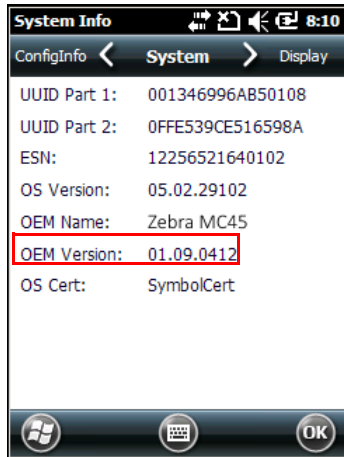 System Info 8:10
ConfigInfo System Display
UUID Part 1: 001346996AB50108
UUID Part 2: 0FFE539CE516598A
ESN: 12256521640102
OS Version: 05.02.29102
OEM Name: Zebra MC45
OEM Version: 01.09.0412
OS Cert: SymbolCert
OK